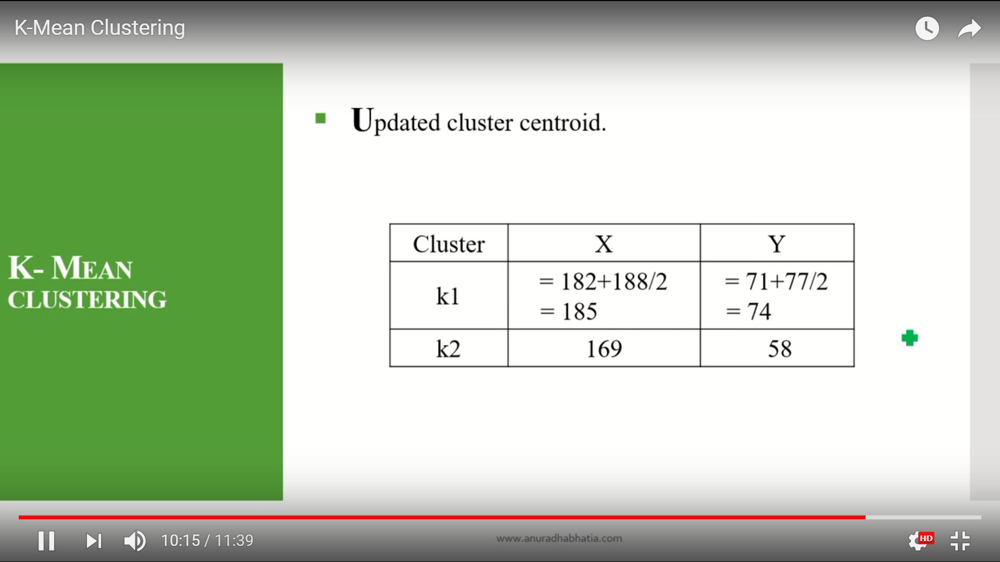 K-Mean Clustering
Updated cluster centroid.
K- MEAN
CLUSTERING
Cluster X Y
k1 = 182+188/2 = 71+77/2
= 185 = 74
k2 169 58
10:15 / 11:39
www.anuradhabhatia.com
HD